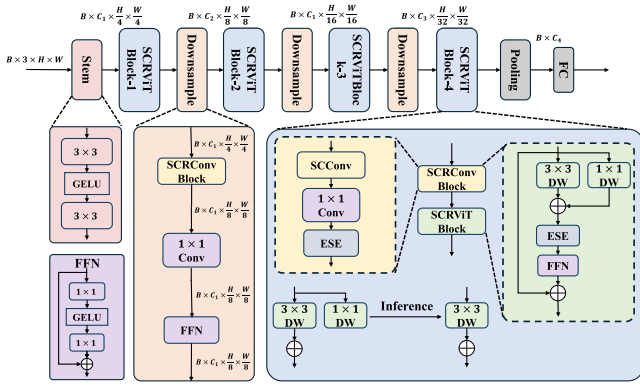 B × C₁ × H/4 × W/4
B × C₂ × H/8 × W/8
B × C₁ × H/16 × W/16
B × C₃ × H/32 × W/32
B × C₄
B × 3 × H × W
Stem
SCRViT
Block-1
Downsample
SCRViT
Block-2
Downsample
SCRViTBloc
k-3
Downsample
SCRViT
Block-4
Pooling
FC
3 × 3
GELU
3 × 3
FFN
1 × 1
GELU
1 × 1
B × C₁ × H/4 × W/4
SCRConv
Block
B × C₁ × H/8 × W/8
1 × 1
Conv
B × C₁ × H/8 × W/8
FFN
B × C₁ × H/8 × W/8
SCConv
1 × 1
Conv
ESE
SCRConv
Block
SCRViT
Block
3 × 3
DW
1 × 1
DW
ESE
FFN
3 × 3
DW
1 × 1
DW
Inference
3 × 3
DW